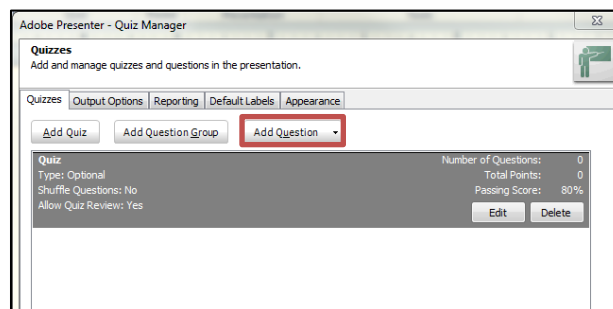 Adobe Presenter - Quiz Manager
Quizzes
Add and manage quizzes and questions in the presentation.
Quizzes Output Options Reporting Default Labels Appearance
Add Quiz Add Question Group Add Question
Quiz Number of Questions: 0
Type: Optional Total Points: 0
Shuffle Questions: No Passing Score: 80%
Allow Quiz Review: Yes
Edit Delete